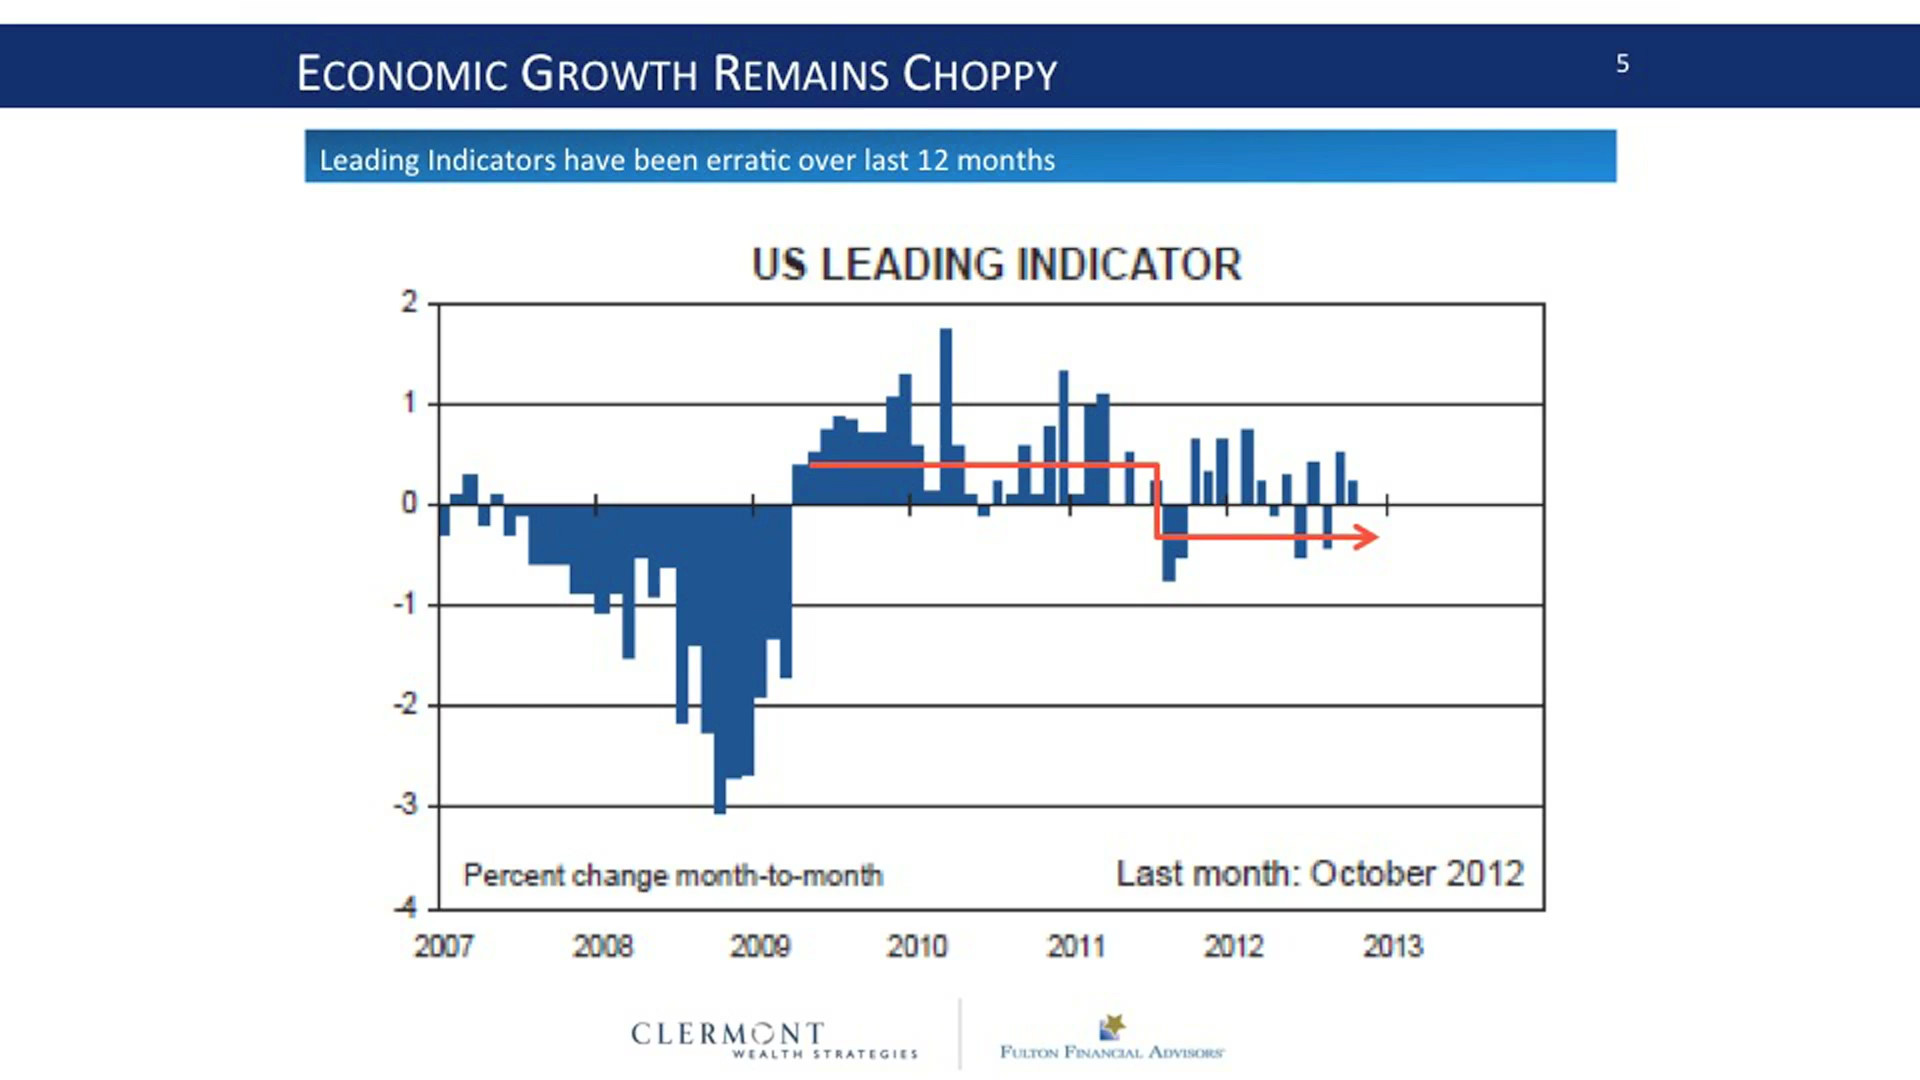 ECONOMIC GROWTH REMAINS CHOPPY
5
Leading Indicators have been erratic over last 12 months
US LEADING INDICATOR
2
1
0
-1
-2
-3
-4
Percent change month-to-month
Last month: October 2012
2007 2008 2009 2010 2011 2012 2013
CLERMONT
WEALTH STRATEGIES
FULTON FINANCIAL ADVISORS